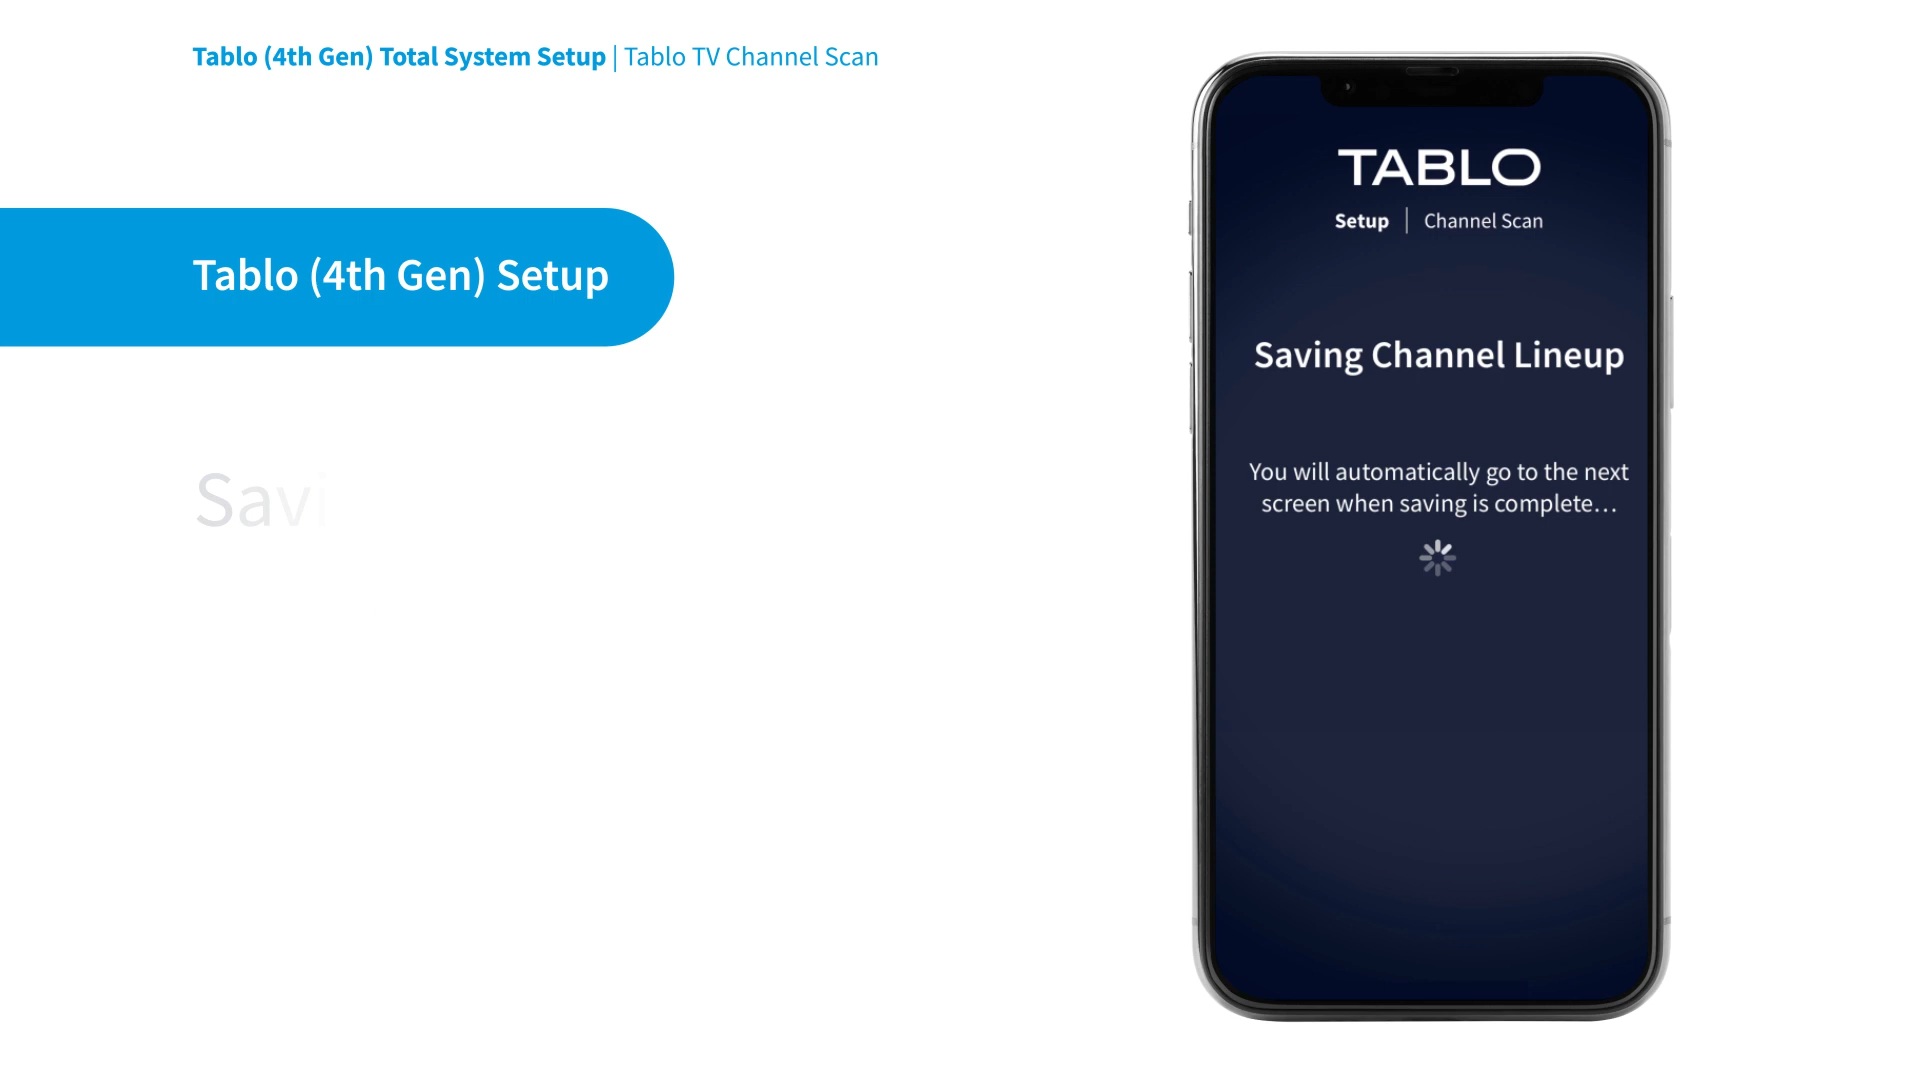 Tablo (4th Gen) Total System Setup | Tablo TV Channel Scan
Tablo (4th Gen) Setup
Savi
TABLO
Setup | Channel Scan
Saving Channel Lineup
You will automatically go to the next
screen when saving is complete…